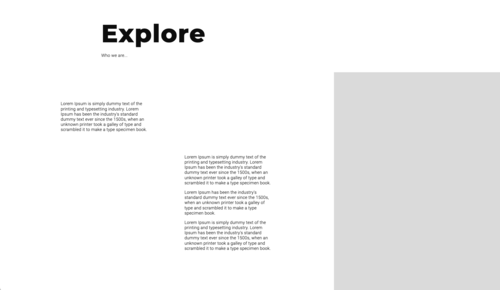 Explore
Who we are...
Lorem Ipsum is simply dummy text of the
printing and typesetting industry. Lorem
Ipsum has been the industry's standard
dummy text ever since the 1500s, when an
unknown printer took a galley of type and
scrambled it to make a type specimen book.
Lorem Ipsum is simply dummy text of the
printing and typesetting industry. Lorem
Ipsum has been the industry's standard
dummy text ever since the 1500s, when an
unknown printer took a galley of type and
scrambled it to make a type specimen book.
Lorem Ipsum has been the industry's
standard dummy text ever since the 1500s,
when an unknown printer took a galley of
type and scrambled it to make a type
specimen book.
Lorem Ipsum is simply dummy text of the
printing and typesetting industry. Lorem
Ipsum has been the industry's standard
dummy text ever since the 1500s, when an
unknown printer took a galley of type and
scrambled it to make a type specimen book.